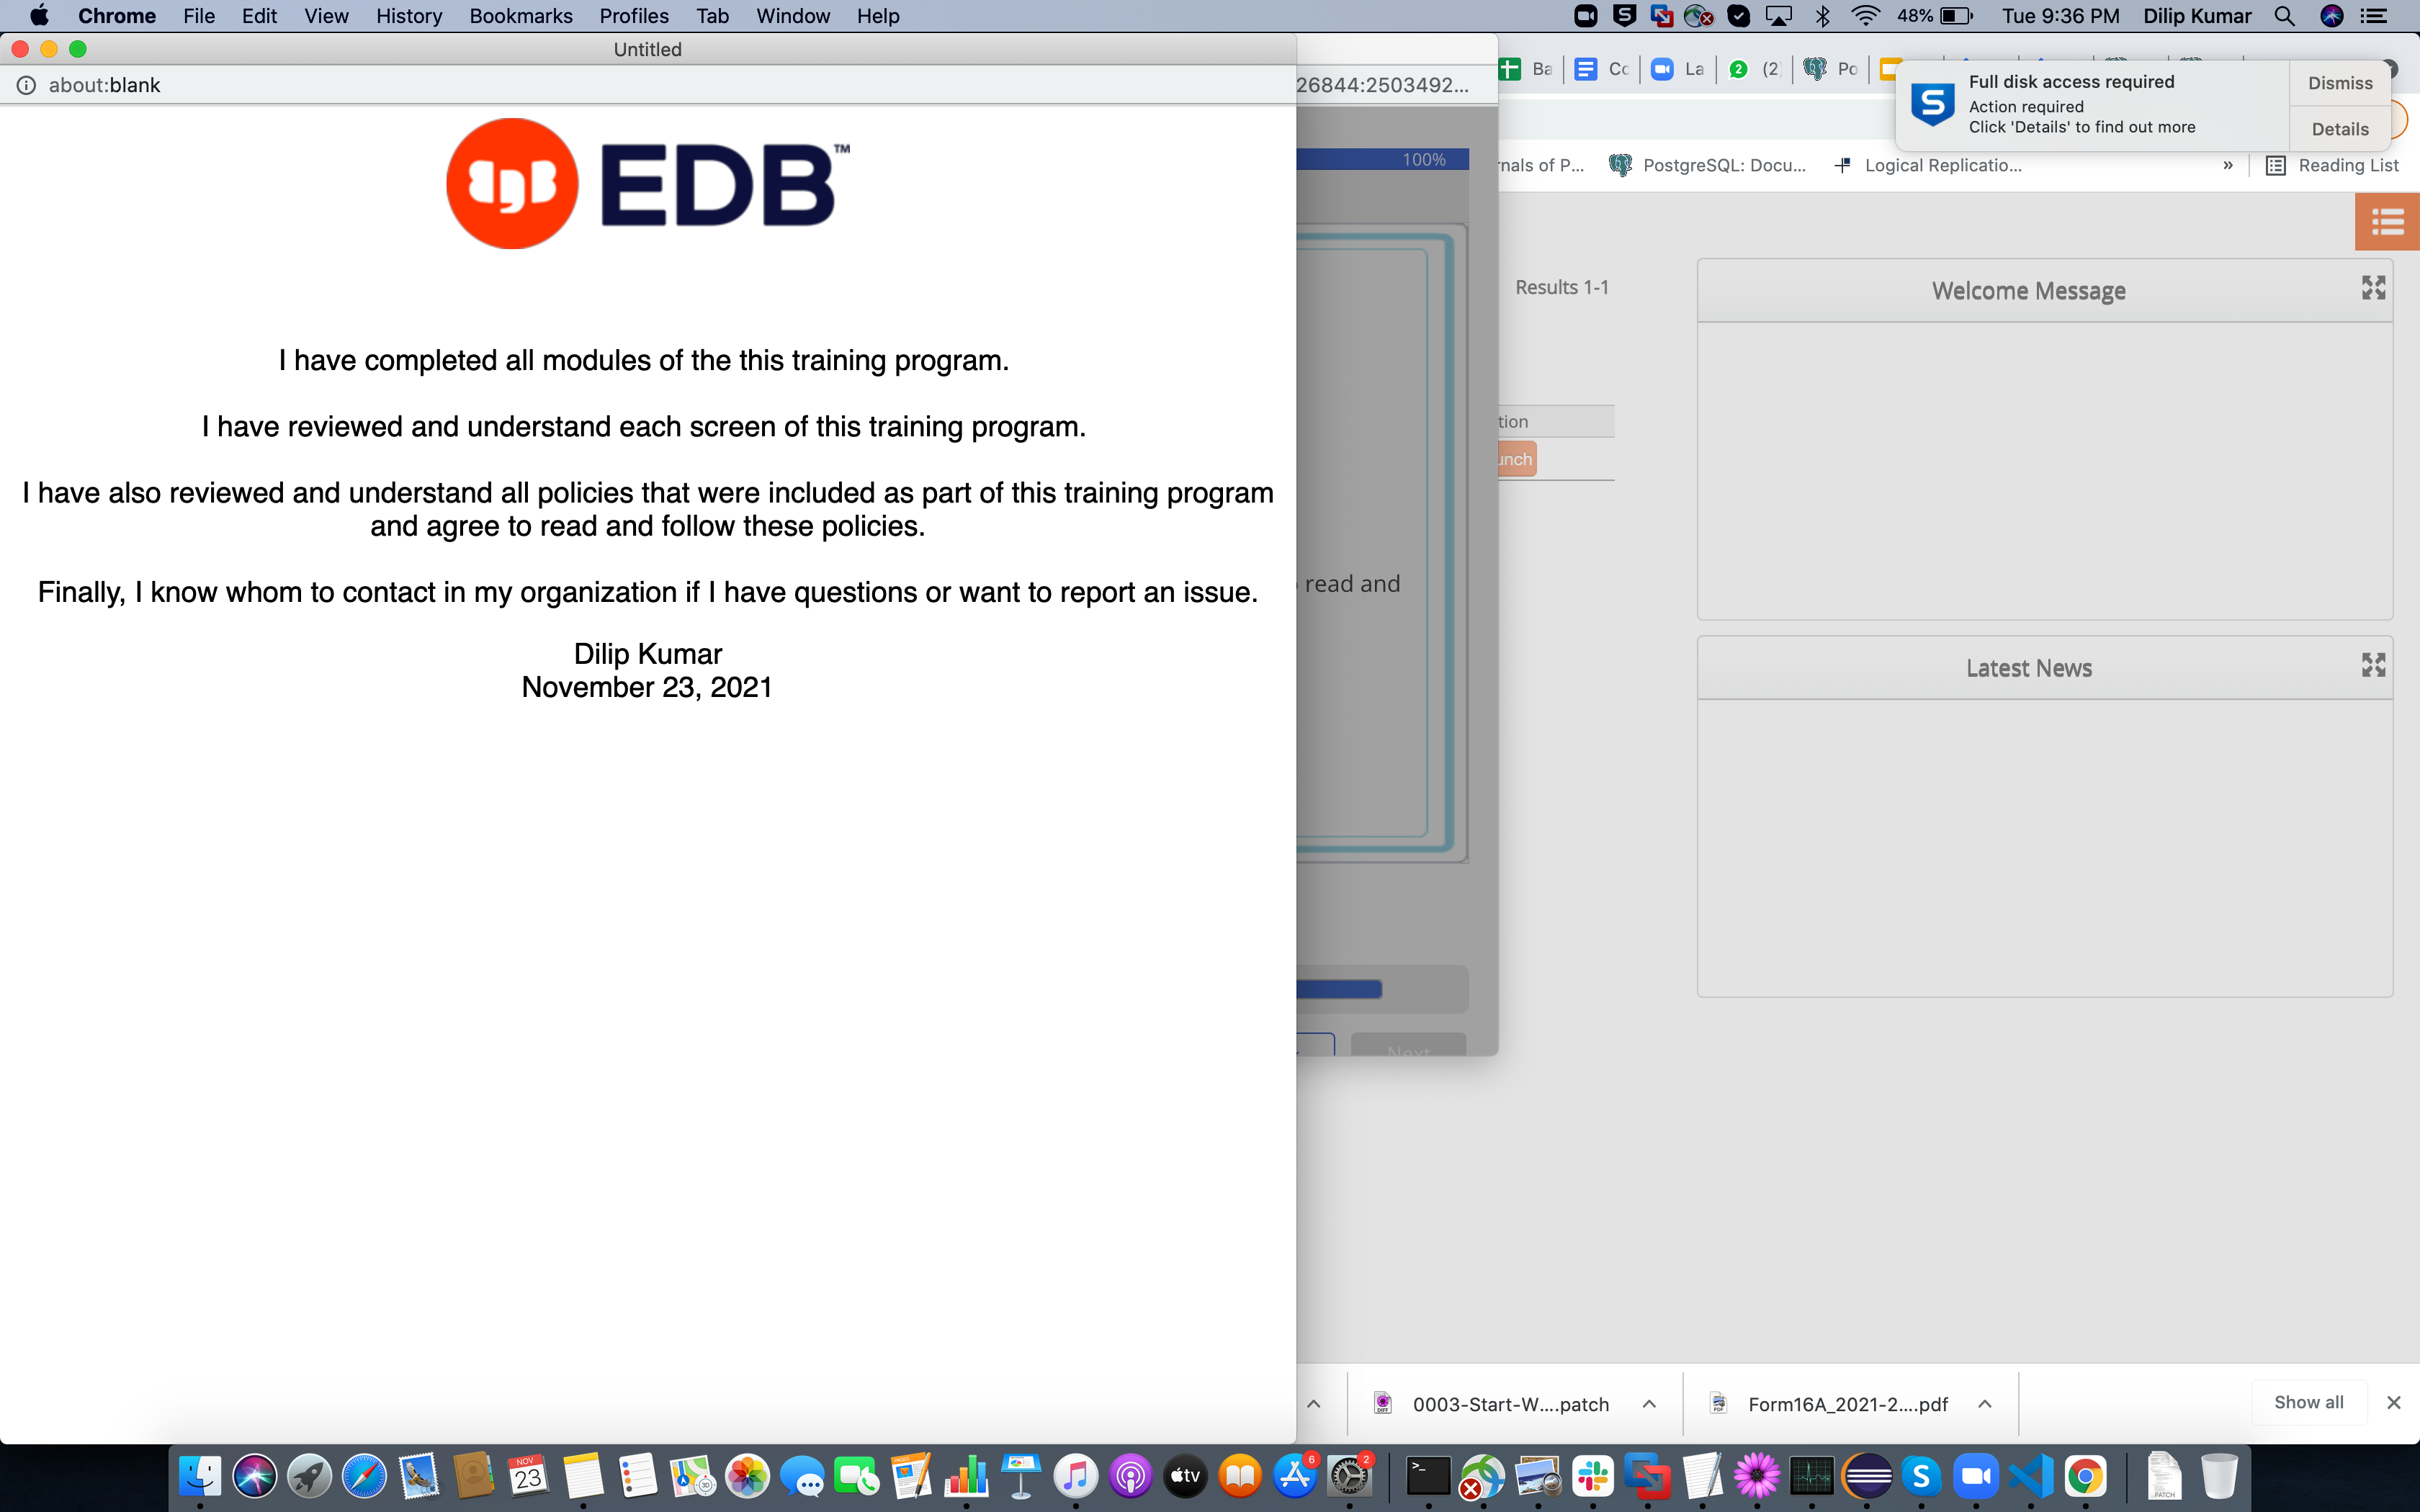 Chrome File Edit View History Bookmarks Profiles Tab Window Help
48% Tue 9:36 PM Dilip Kumar
Untitled
about:blank
26844:2503492...
Ba
La
2
(2
Po
Full disk access required
Action required
Click 'Details' to find out more
Dismiss
Details
EDB™
100%
rnals of P...
PostgreSQL: Docu...
Logical Replicatio...
»
Reading List
Results 1-1
Welcome Message
I have completed all modules of the this training program.
I have reviewed and understand each screen of this training program.
tion
unch
I have also reviewed and understand all policies that were included as part of this training program
and agree to read and follow these policies.
Finally, I know whom to contact in my organization if I have questions or want to report an issue.
read and
Dilip Kumar
November 23, 2021
Latest News
Next
0003-Start-W....patch
Form16A_2021-2....pdf
Show all
NOV
23
tv
6
2